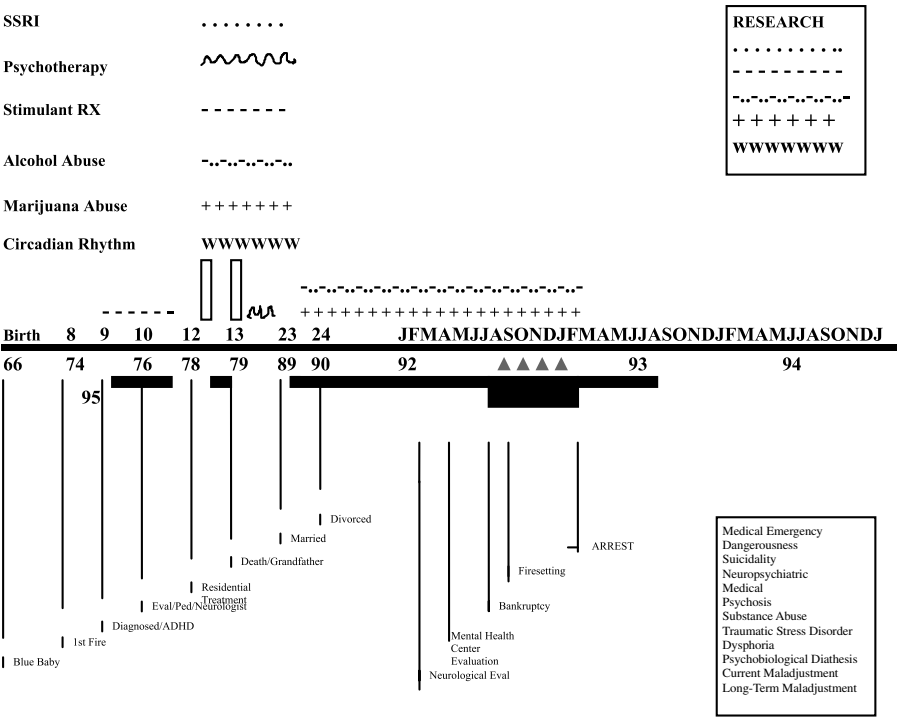 SSRI . . . . . . . .
Psychotherapy
Stimulant RX - - - - - - -
Alcohol Abuse -..-..-..-..-..
Marijuana Abuse + + + + + + +
Circadian Rhythm WWWWWW
RESEARCH
. . . . . . . . . . ..
- - - - - - - - - - -
-..-..-..-..-..-..-
+ + + + + +
WWWWWWW
-..-..-..-..-..-..-..-..-..-..-..-..-..-..-..-
- - - - - - -
+ + + + + + + + + + + + + + + + + + + +
Birth 8 9 10 12 13 23 24 JFMAMJJASONDJFMAMJJASONDJFMAMJJASONDJ
66 74 76 78 79 89 90 92 93 94
95
Divorced
Married
ARREST
Death/Grandfather
Firesetting
Residential
Treatment
Eval/Ped/Neurologist
Bankruptcy
Diagnosed/ADHD
1st Fire
Mental Health
Center
Evaluation
Blue Baby
Neurological Eval
Medical Emergency
Dangerousness
Suicidality
Neuropsychiatric
Medical
Psychosis
Substance Abuse
Traumatic Stress Disorder
Dysphoria
Psychobiological Diathesis
Current Maladjustment
Long-Term Maladjustment